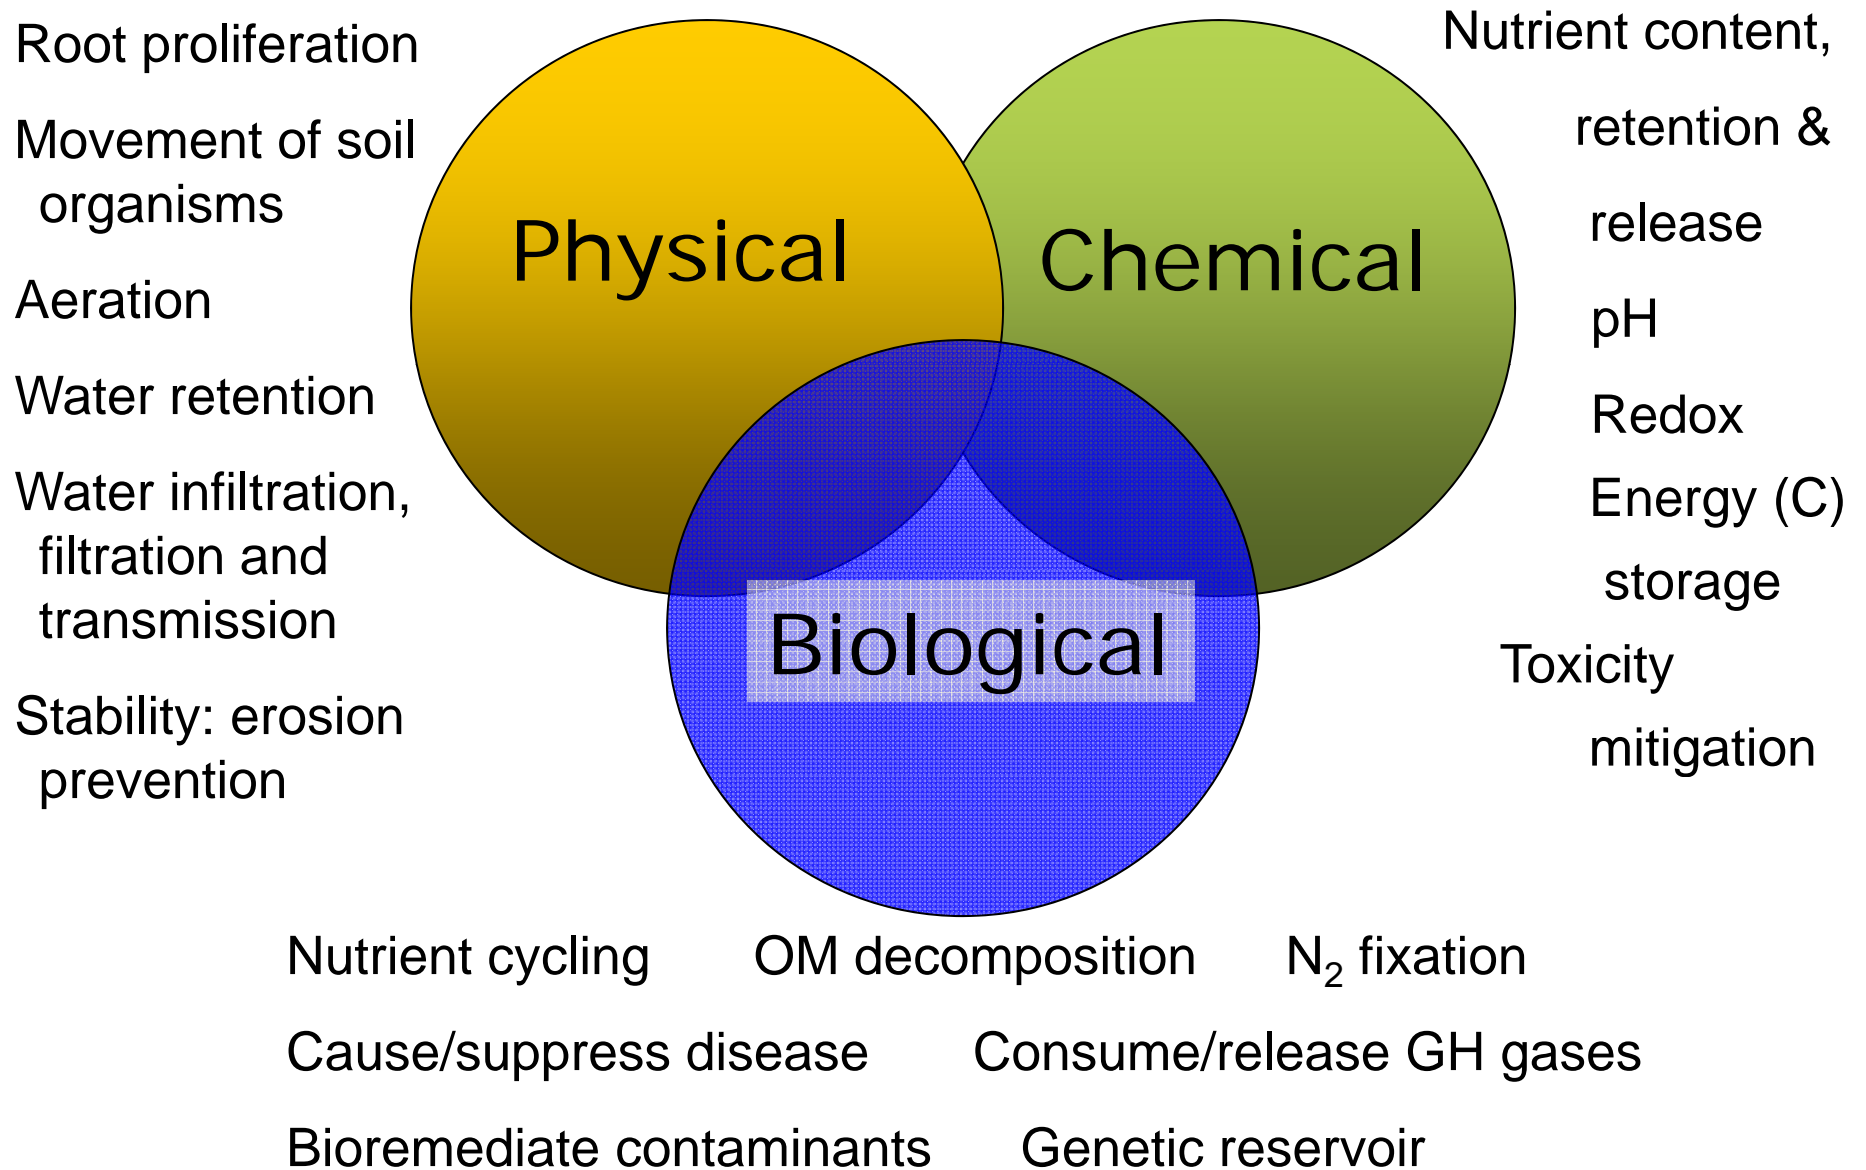 Root proliferation
Movement of soil
organisms
Aeration
Water retention
Water infiltration,
filtration and
transmission
Stability: erosion
prevention
Physical
Chemical
Biological
Nutrient content,
retention &
release
pH
Redox
Energy (C)
storage
Toxicity
mitigation
Nutrient cycling OM decomposition N₂ fixation
Cause/suppress disease Consume/release GH gases
Bioremediate contaminants Genetic reservoir